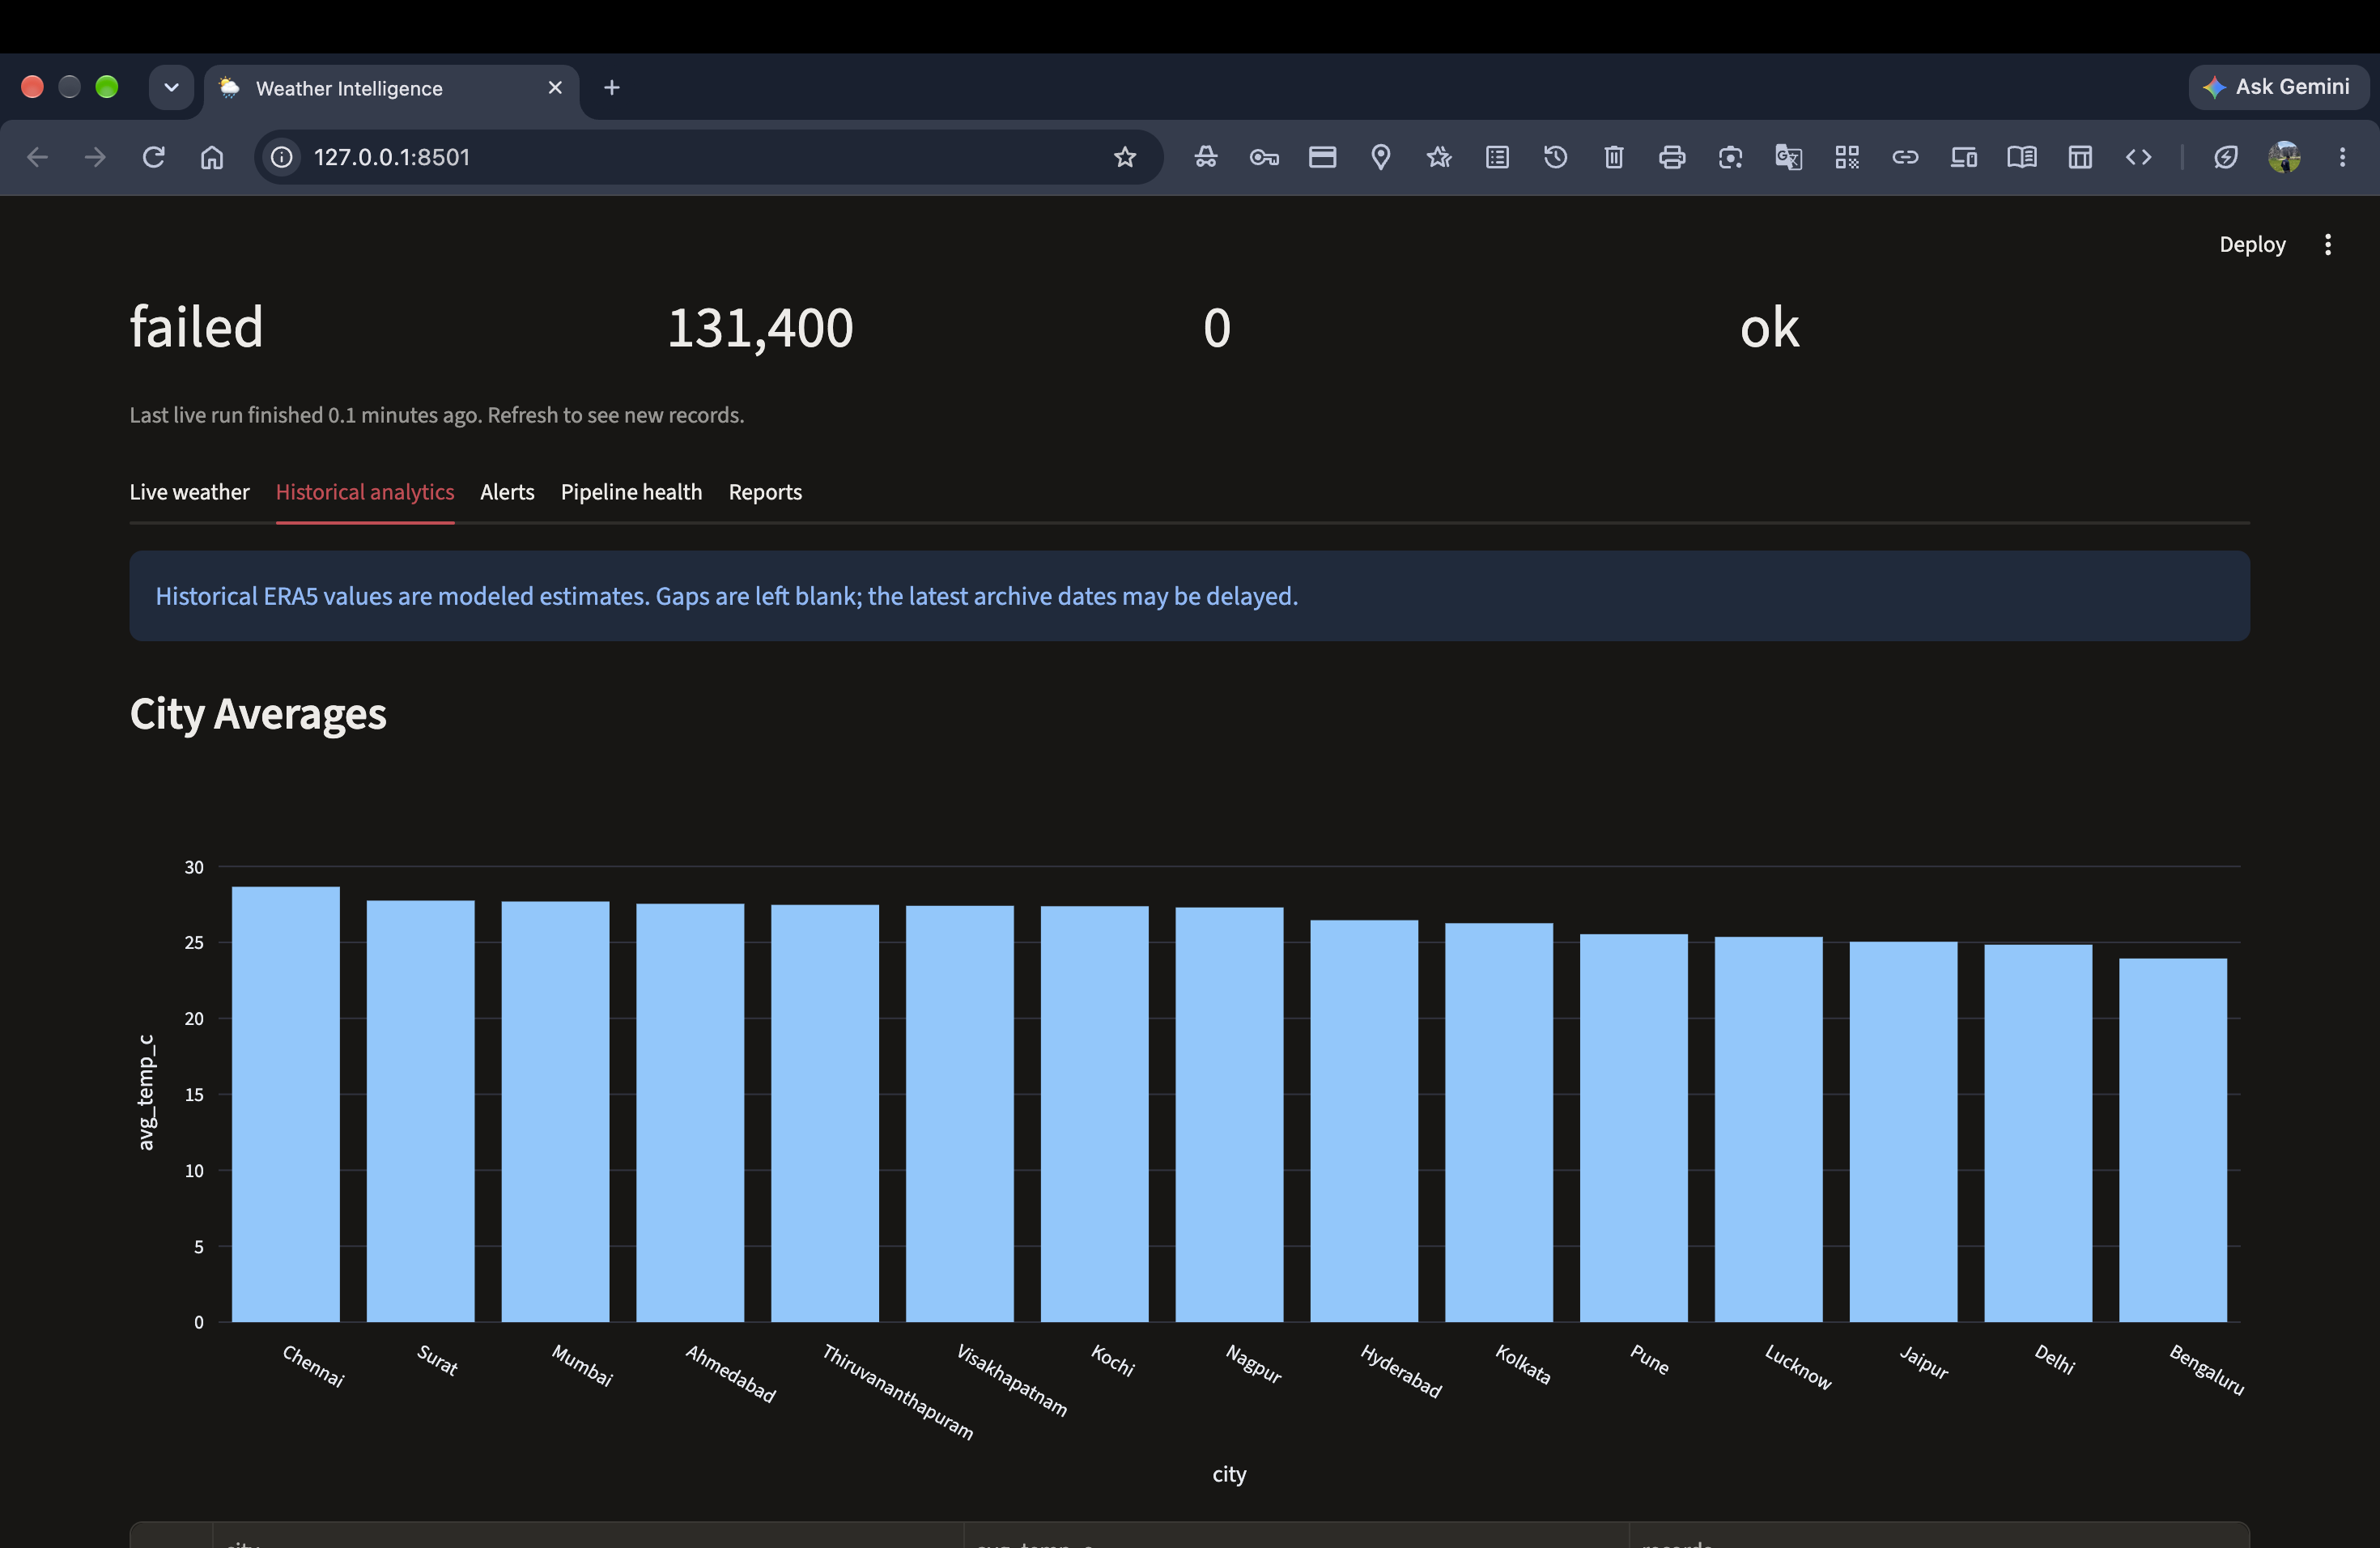 Weather Intelligence
Ask Gemini
127.0.0.1:8501
Deploy
failed 131,400 0 ok
Last live run finished 0.1 minutes ago. Refresh to see new records.
Live weather Historical analytics Alerts Pipeline health Reports
Historical ERA5 values are modeled estimates. Gaps are left blank; the latest archive dates may be delayed.
City Averages
30
25
20
15
10
5
0
avg_temp_c
Chennai Surat Mumbai Ahmedabad Thiruvananthapuram Visakhapatnam Kochi Nagpur Hyderabad Kolkata Pune Lucknow Jaipur Delhi Bengaluru
city